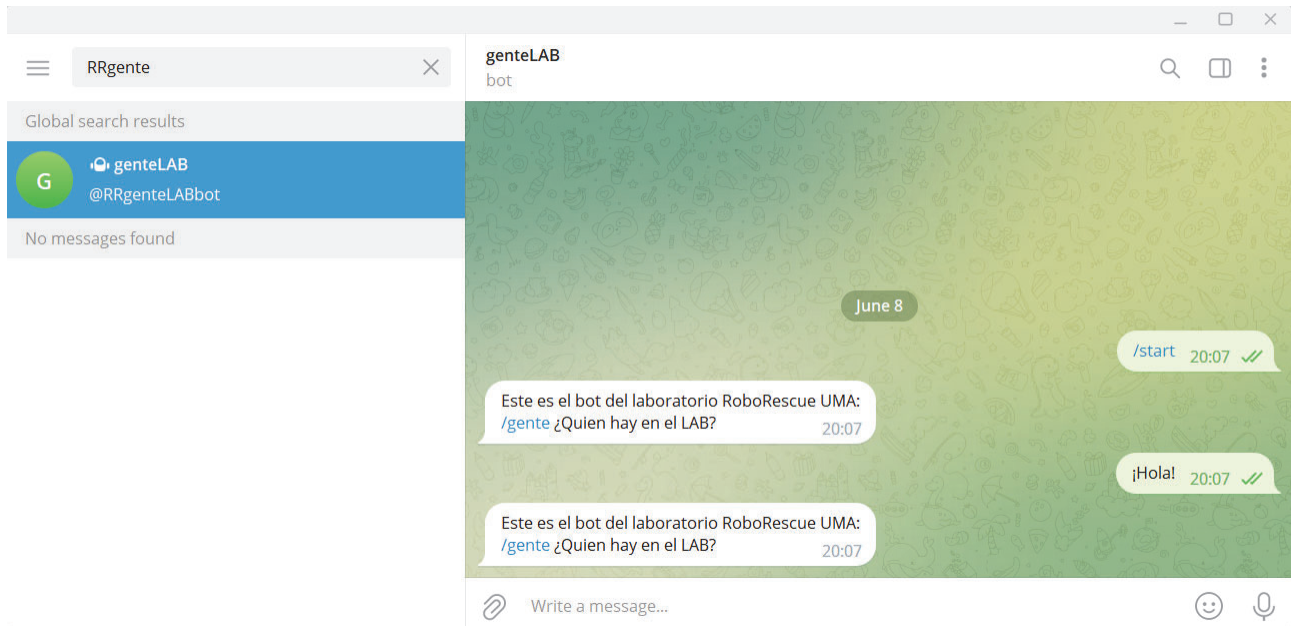 RRgente
Global search results
G
genteLAB
@RRgenteLABbot
No messages found
genteLAB
bot
June 8
/start 20:07
Este es el bot del laboratorio RoboRescue UMA:
/gente ¿Quien hay en el LAB? 20:07
¡Hola! 20:07
Este es el bot del laboratorio RoboRescue UMA:
/gente ¿Quien hay en el LAB? 20:07
Write a message...